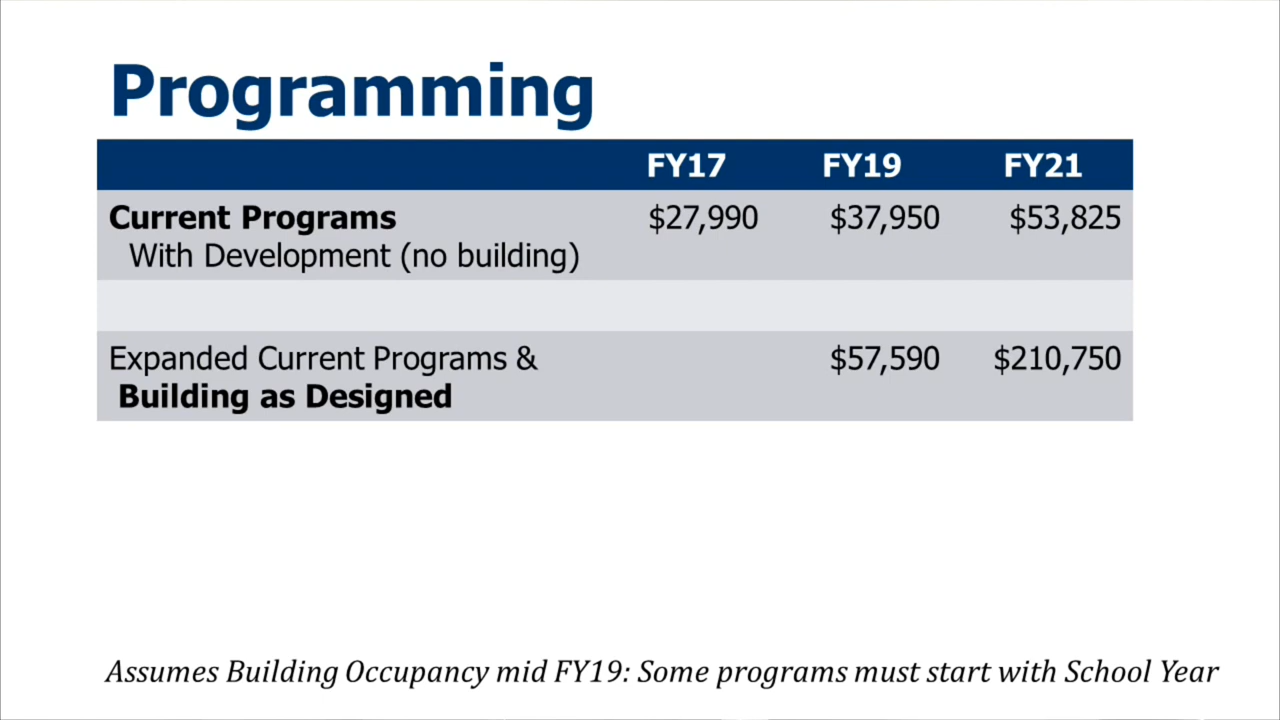 Programming
FY17 FY19 FY21
Current Programs $27,990 $37,950 $53,825
With Development (no building)
Expanded Current Programs & $57,590 $210,750
Building as Designed
Assumes Building Occupancy mid FY19: Some programs must start with School Year